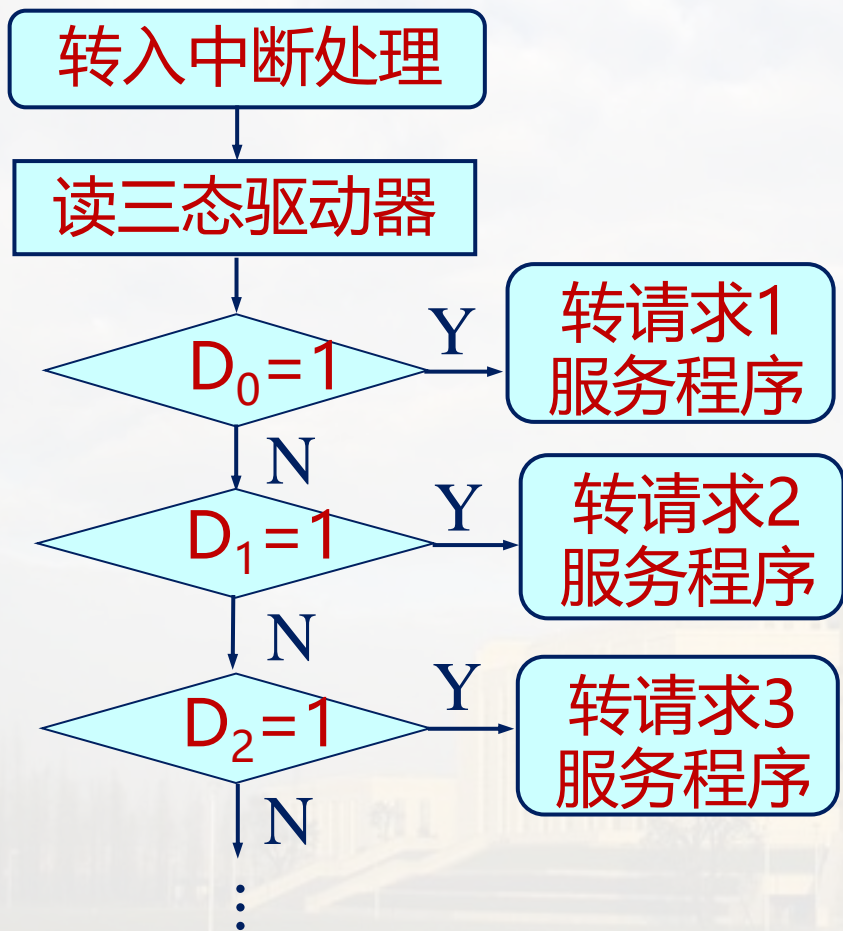 转入中断处理
读三态驱动器
D₀=1
Y
转请求1
服务程序
N
D₁=1
Y
转请求2
服务程序
N
D₂=1
Y
转请求3
服务程序
N
⋮